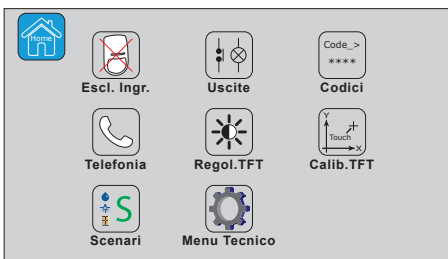 Home
Code_>
****
Escl. Ingr.
Uscite
Codici
Y
Touch
X
Telefonia
Regol.TFT
Calib.TFT
S
Scenari
Menu Tecnico